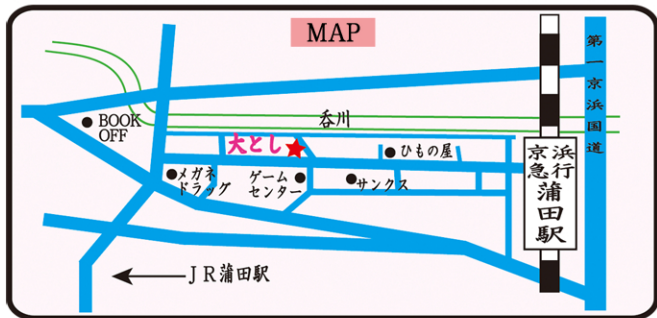 MAP
第一京浜国道
BOOK
OFF
呑川
大とし
ひもの屋
京浜
急行
蒲田駅
メガネ
ドラッグ
ゲーム
センター
サンクス
ＪＲ蒲田駅